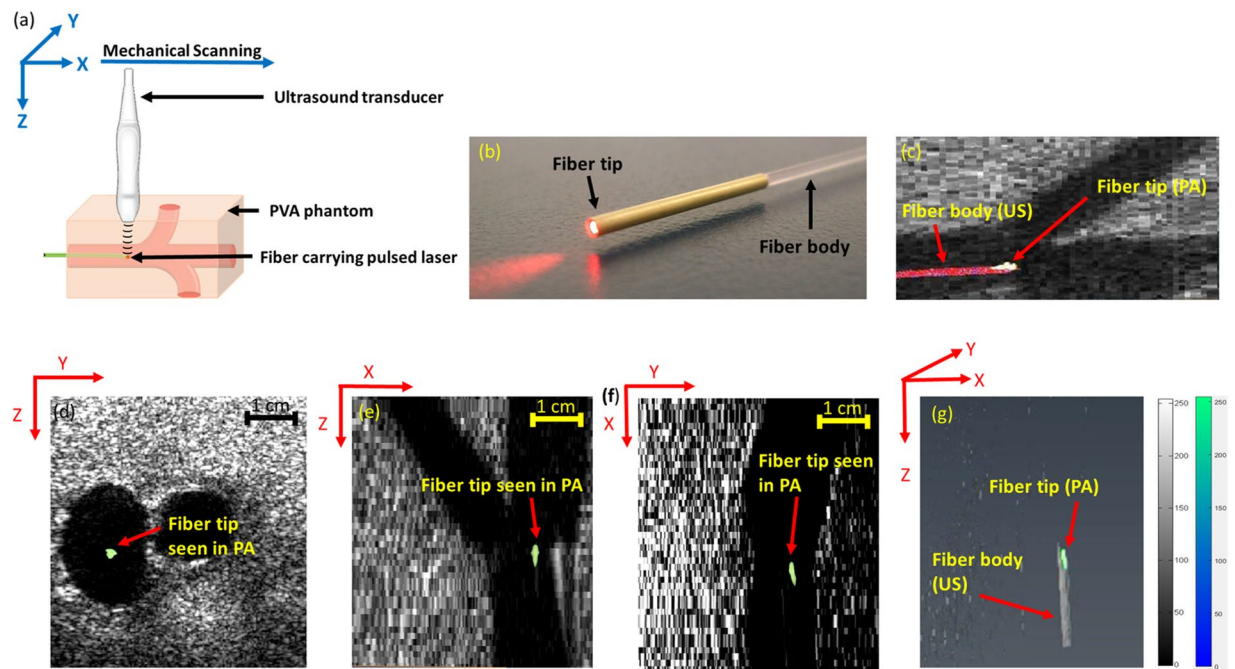 (a)
Y
X
Z
Mechanical Scanning
Ultrasound transducer
PVA phantom
Fiber carrying pulsed laser
(b)
Fiber tip
Fiber body
(c)
Fiber tip (PA)
Fiber body (US)
Y
Z
(d)
1 cm
Fiber tip
seen in PA
X
Z
(e)
1 cm
Fiber tip seen in PA
(f)
Y
X
1 cm
Fiber tip seen
in PA
Y
X
Z
(g)
Fiber tip (PA)
Fiber body
(US)
250
200
150
100
50
0
250
200
150
100
50
0